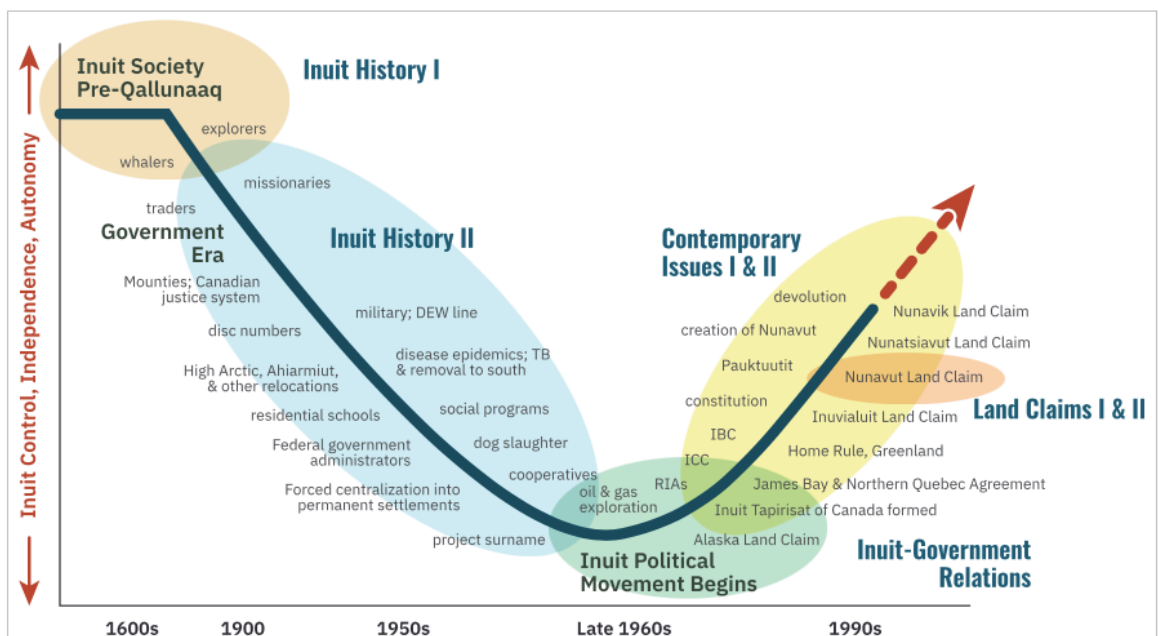 Inuit Control, Independence, Autonomy
Inuit Society
Pre-Qallunaaq
Inuit History I
explorers
whalers
missionaries
traders
Government
Era
Inuit History II
Mounties; Canadian
justice system
military; DEW line
disc numbers
disease epidemics; TB
& removal to south
High Arctic, Ahiarmiut,
& other relocations
residential schools
social programs
dog slaughter
Federal government
administrators
cooperatives
Forced centralization into
permanent settlements
project surname
oil & gas
exploration
Inuit Political
Movement Begins
Contemporary
Issues I & II
devolution
creation of Nunavut
Pauktuutit
constitution
IBC
ICC
RIAs
Nunavik Land Claim
Nunatsiavut Land Claim
Nunavut Land Claim
Land Claims I & II
Inuvialuit Land Claim
Home Rule, Greenland
James Bay & Northern Quebec Agreement
Inuit Tapirisat of Canada formed
Alaska Land Claim
Inuit-Government
Relations
1600s 1900 1950s Late 1960s 1990s